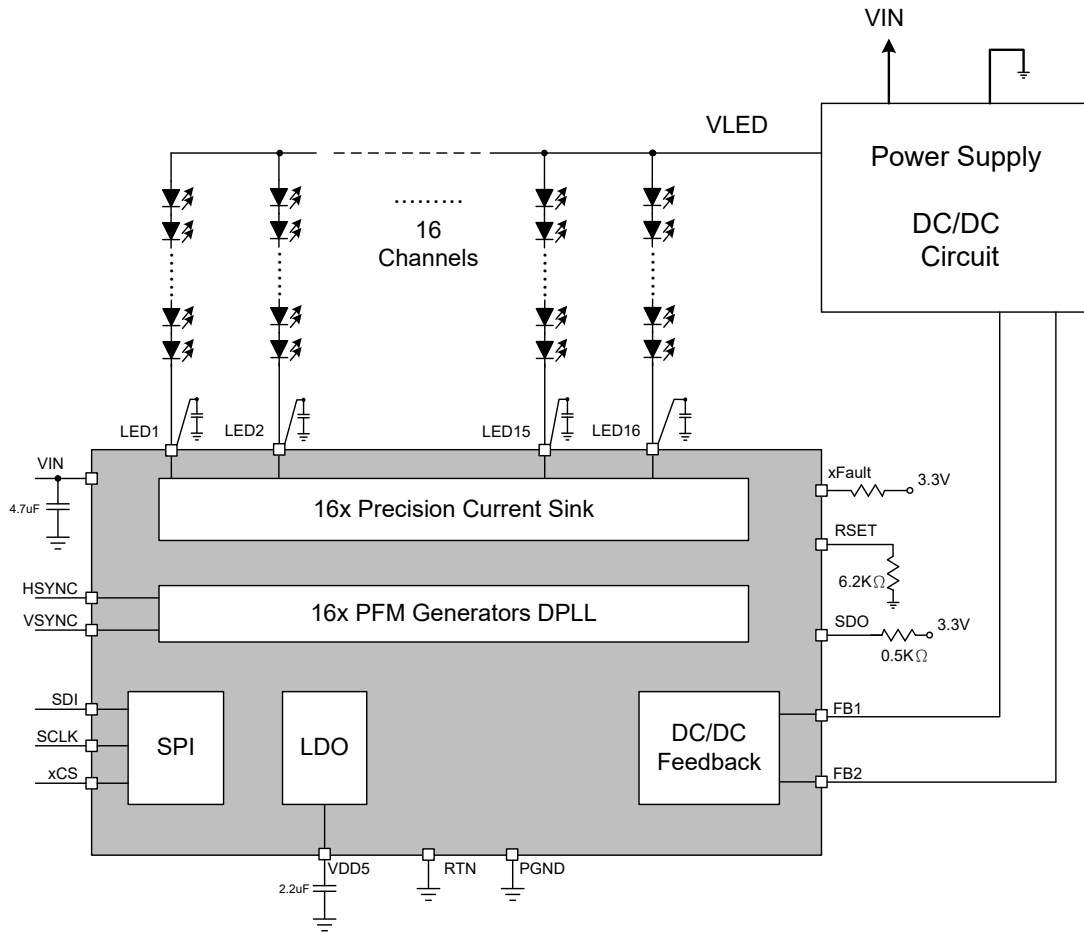 VIN
VLED
Power Supply
DC/DC
Circuit
.........
16
Channels
LED1
LED2
LED15
LED16
VIN
4.7uF
16x Precision Current Sink
xFault
3.3V
RSET
6.2KΩ
HSYNC
VSYNC
16x PFM Generators DPLL
SDO
3.3V
0.5KΩ
SDI
SCLK
xCS
SPI
LDO
DC/DC
Feedback
FB1
FB2
VDD5
RTN
PGND
2.2uF